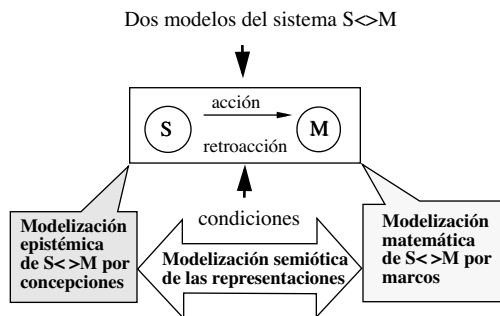 Dos modelos del sistema S<>M
acción
S
M
retroacción
condiciones
Modelización
epistémica
de S< >M por
concepciones
Modelización semiótica
de las representaciones
Modelización
matemática
de S< >M por
marcos